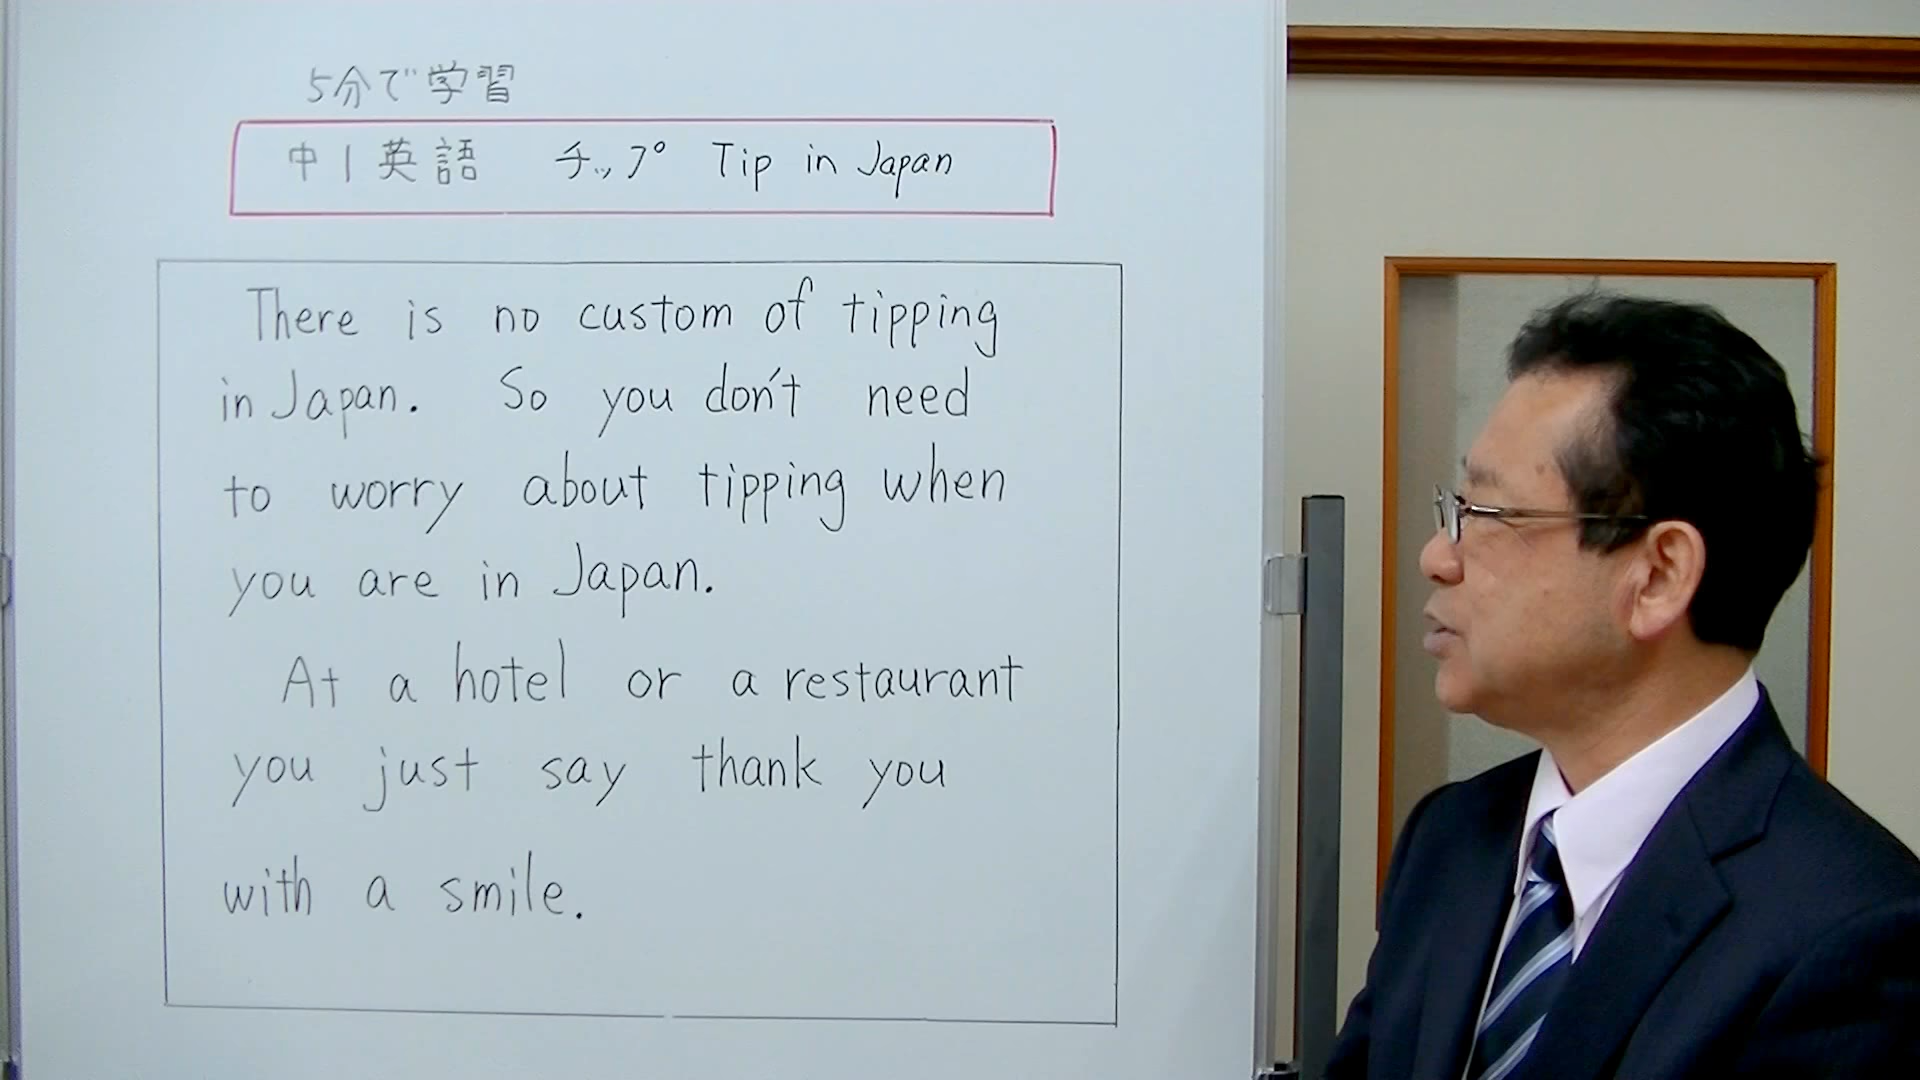 5分で学習
中1英語 チップ Tip in Japan
There is no custom of tipping
in Japan. So you don't need
to worry about tipping when
you are in Japan.
At a hotel or a restaurant
you just say thank you
with a smile.